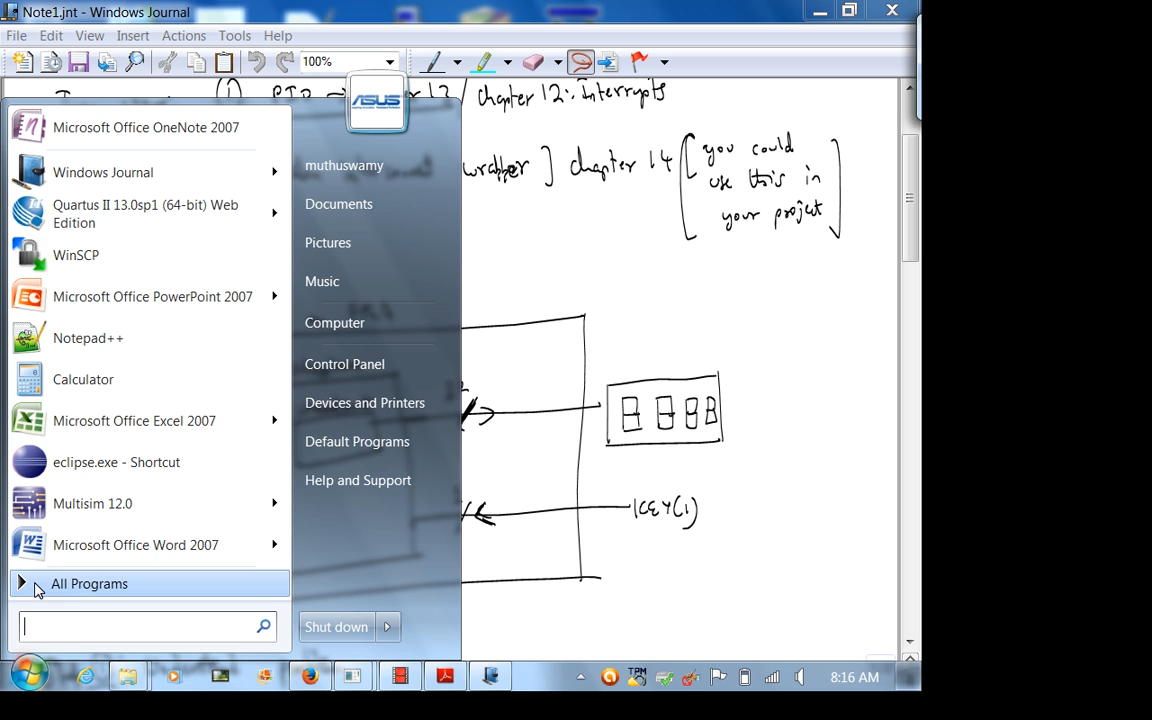 Note1.jnt - Windows Journal
File Edit View Insert Actions Tools Help
100%
chapter 12: Interrupts
wrapper ] chapter 14 [ you could
use this in
your project ]
ASUS
Microsoft Office OneNote 2007
Windows Journal
Quartus II 13.0sp1 (64-bit) Web
Edition
WinSCP
Microsoft Office PowerPoint 2007
Notepad++
Calculator
Microsoft Office Excel 2007
eclipse.exe - Shortcut
Multisim 12.0
Microsoft Office Word 2007
All Programs
muthuswamy
Documents
Pictures
Music
Computer
Control Panel
Devices and Printers
Default Programs
Help and Support
Shut down
KEY(1)
8:16 AM